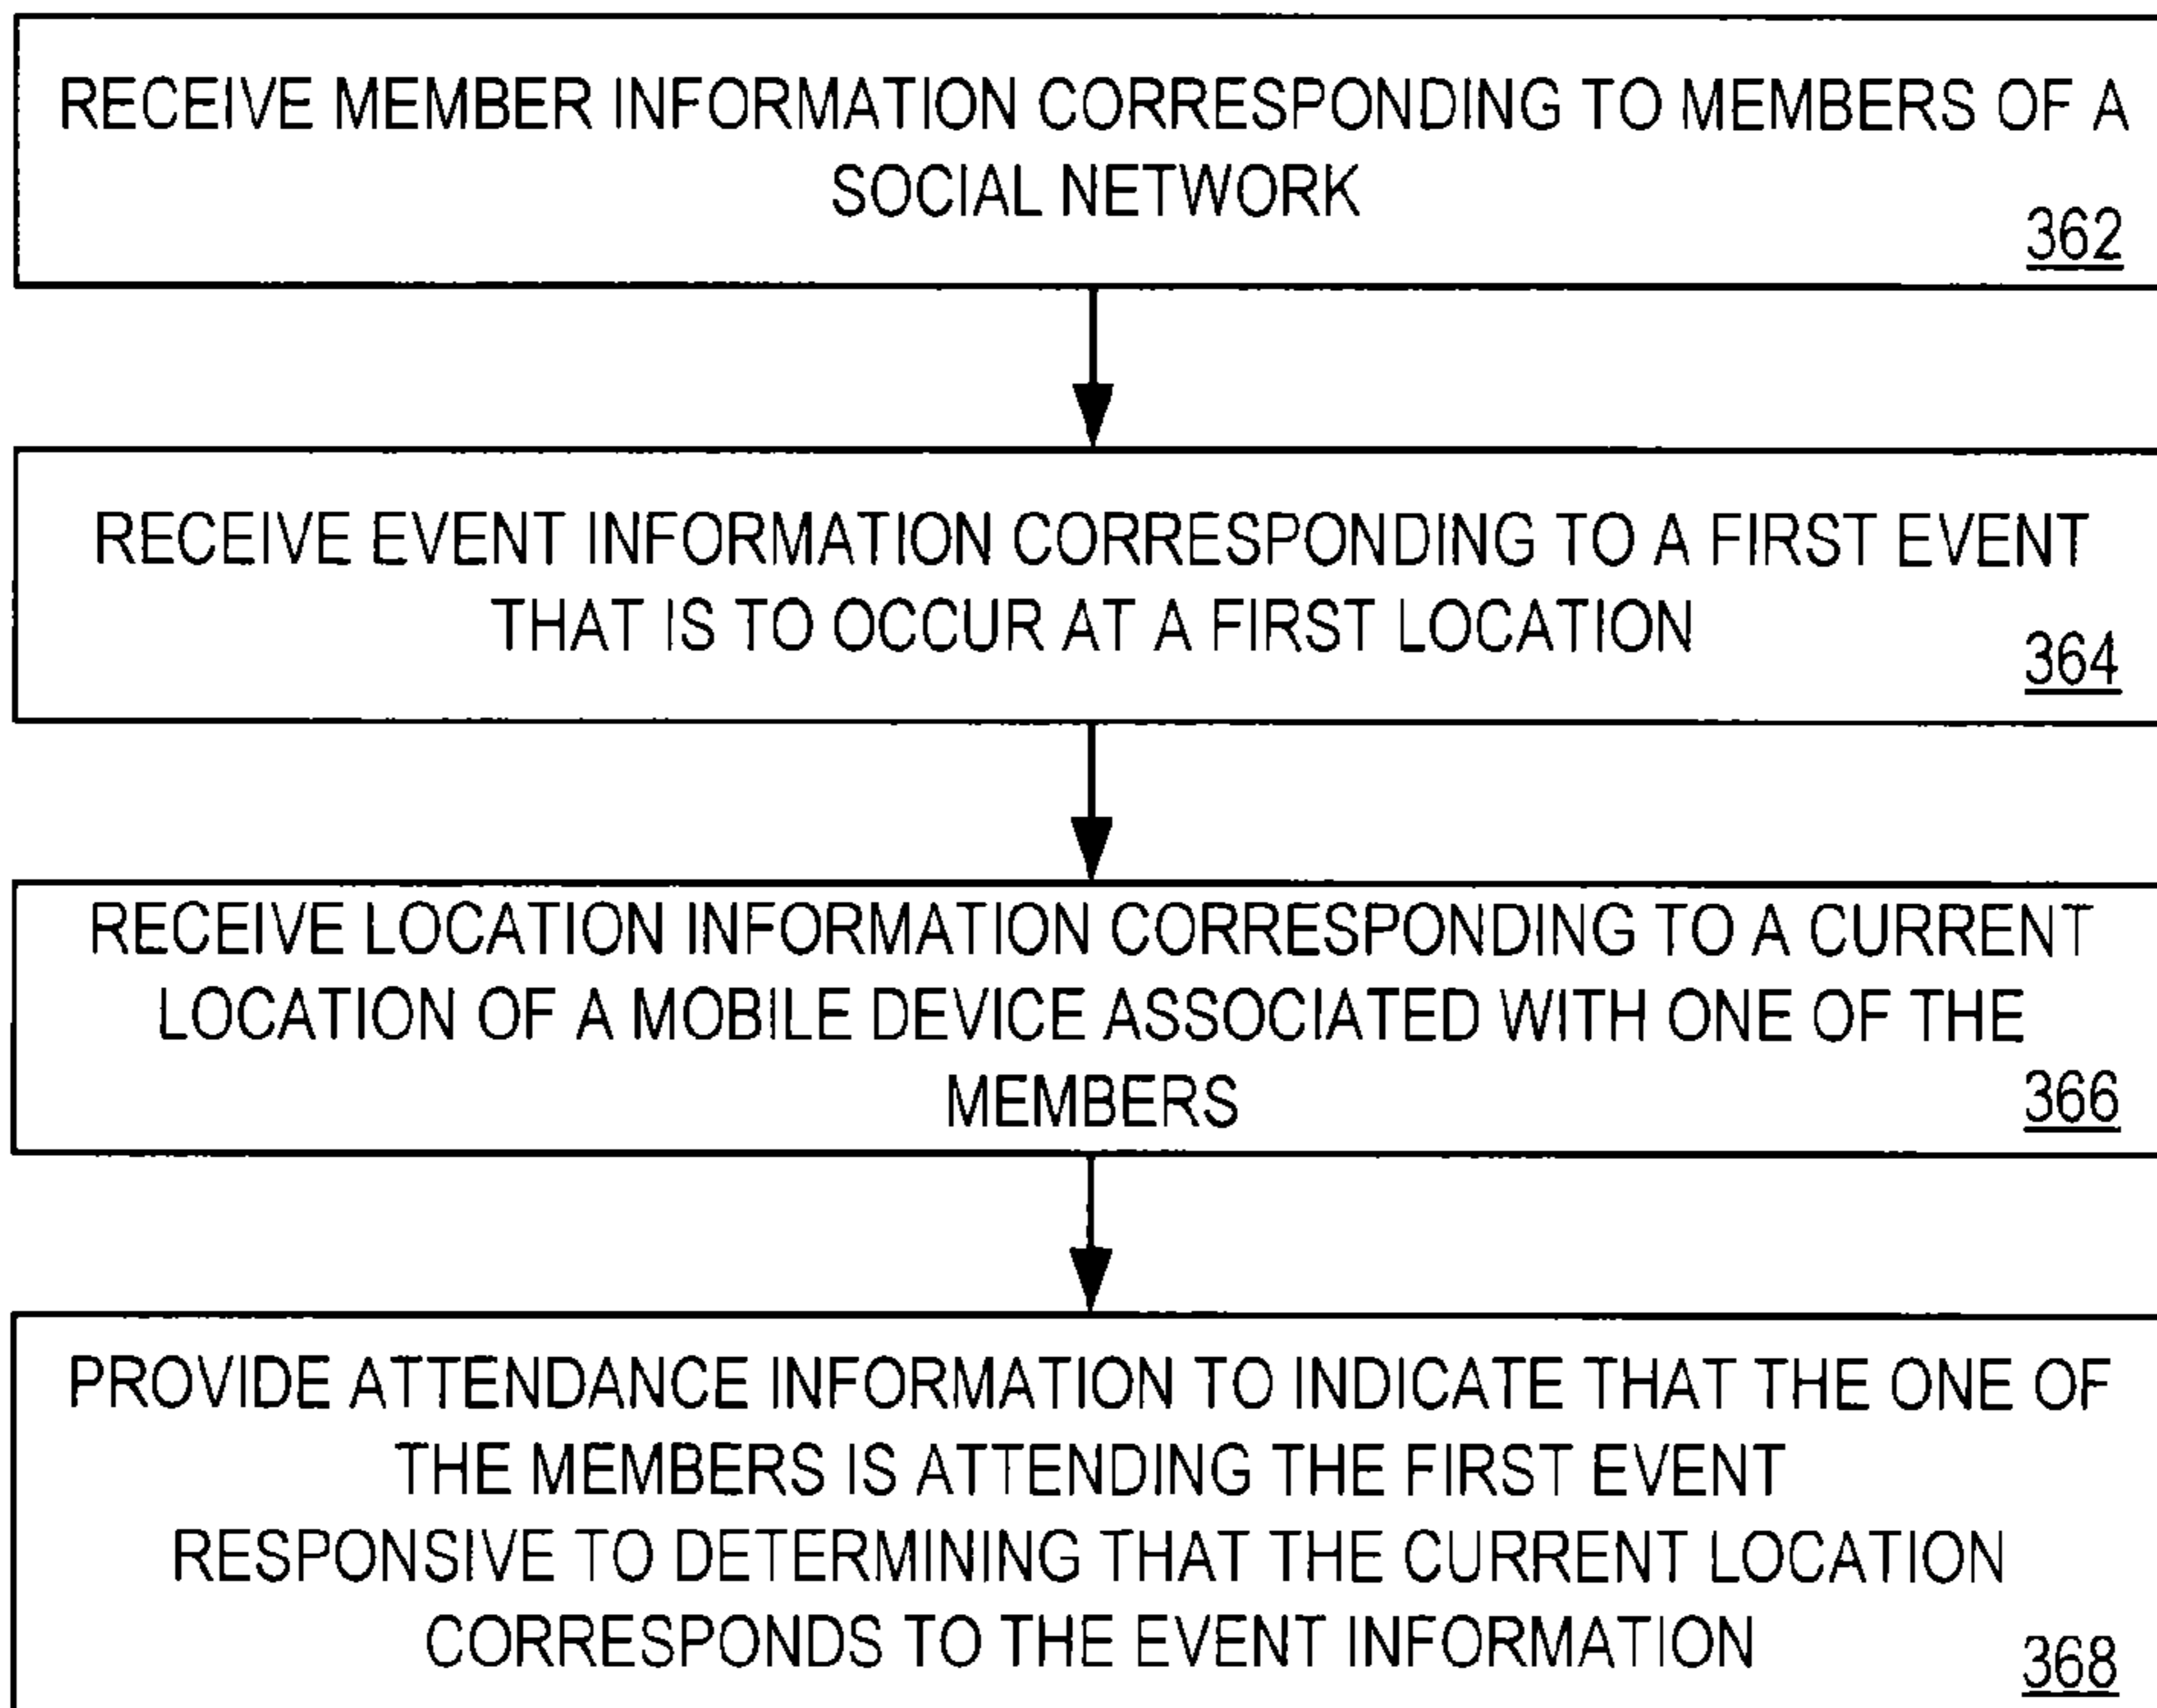 RECEIVE MEMBER INFORMATION CORRESPONDING TO MEMBERS OF A
SOCIAL NETWORK
362
RECEIVE EVENT INFORMATION CORRESPONDING TO A FIRST EVENT
THAT IS TO OCCUR AT A FIRST LOCATION
364
RECEIVE LOCATION INFORMATION CORRESPONDING TO A CURRENT
LOCATION OF A MOBILE DEVICE ASSOCIATED WITH ONE OF THE
MEMBERS
366
PROVIDE ATTENDANCE INFORMATION TO INDICATE THAT THE ONE OF
THE MEMBERS IS ATTENDING THE FIRST EVENT
RESPONSIVE TO DETERMINING THAT THE CURRENT LOCATION
CORRESPONDS TO THE EVENT INFORMATION
368